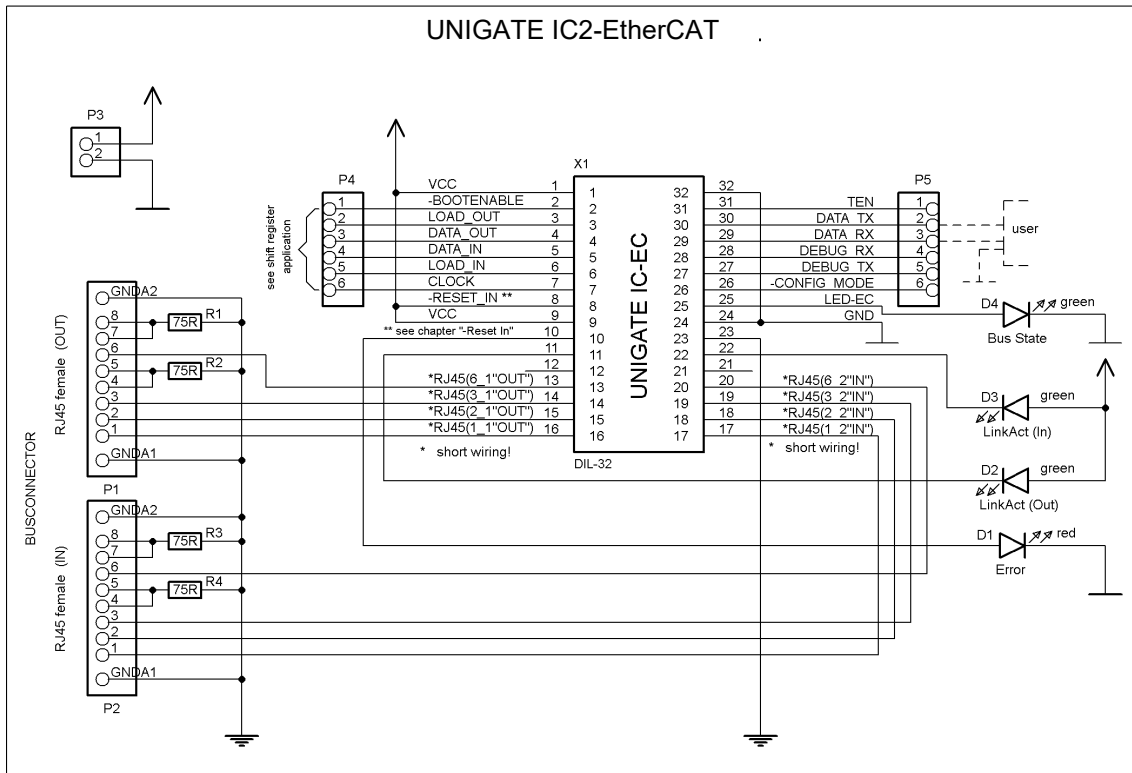 UNIGATE IC2-EtherCAT .
P3
1
2
P4
1
2
3
4
5
6
see shift register
application
VCC 1
-BOOTENABLE 2
LOAD_OUT 3
DATA_OUT 4
DATA_IN 5
LOAD_IN 6
CLOCK 7
-RESET_IN ** 8
VCC 9
** see chapter "-Reset In" 10
11
12
*RJ45(6_1"OUT") 13
*RJ45(3_1"OUT") 14
*RJ45(2_1"OUT") 15
*RJ45(1_1"OUT") 16
* short wiring!
X1
UNIGATE IC-EC
1 32
2 31
3 30
4 29
5 28
6 27
7 26
8 25
9 24
10 23
11 22
12 21
13 20
14 19
15 18
16 17
DIL-32
32
31 TEN
30 DATA_TX
29 DATA_RX
28 DEBUG_RX
27 DEBUG_TX
26 -CONFIG_MODE
25 LED-EC
24 GND
23
22
21
20 *RJ45(6_2"IN")
19 *RJ45(3_2"IN")
18 *RJ45(2_2"IN")
17 *RJ45(1_2"IN")
* short wiring!
P5
1
2
3
4
5
6
user
D4 green
Bus State
D3 green
LinkAct (In)
D2 green
LinkAct (Out)
D1 red
Error
BUSCONNECTOR
RJ45 female (OUT)
GNDA2
8
7
6
5
4
3
2
1
GNDA1
75R R1
75R R2
P1
RJ45 female (IN)
GNDA2
8
7
6
5
4
3
2
1
GNDA1
75R R3
75R R4
P2